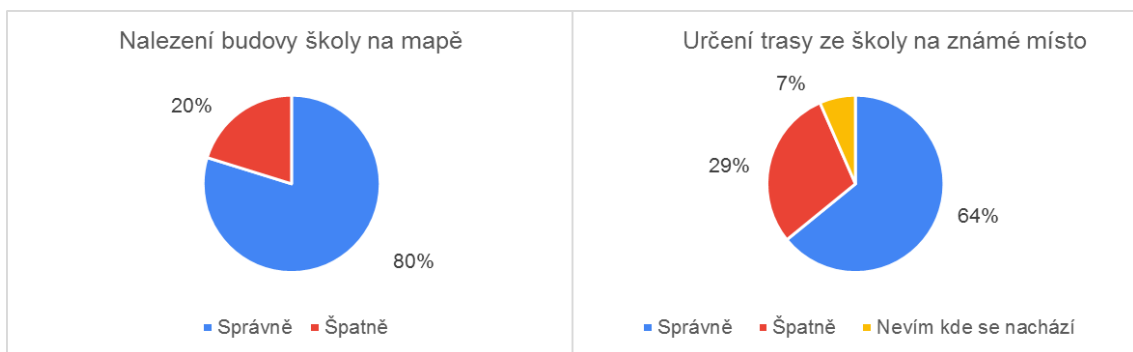 Nalezení budovy školy na mapě
20%
80%
Správně Špatně
Určení trasy ze školy na známé místo
7%
29%
64%
Správně Špatně Nevím kde se nachází